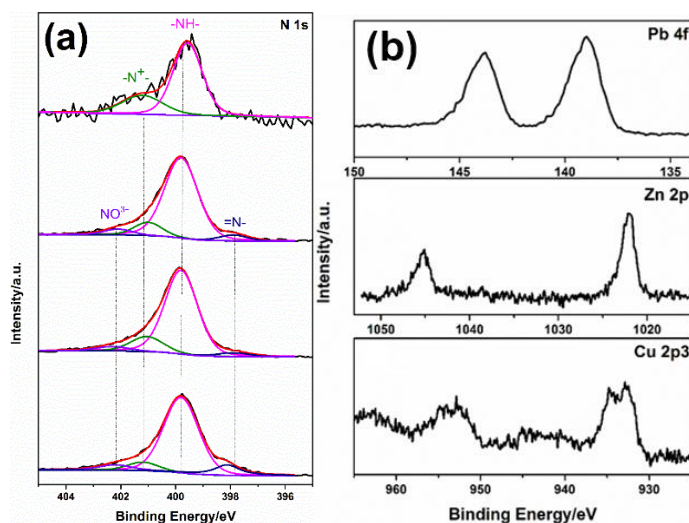 (a)
N 1s
-NH-
-N⁺-
NO³⁻
=N-
Intensity/a.u.
404 402 400 398 396
Binding Energy/eV
(b)
Pb 4f
150 145 140 135
Zn 2p
1050 1040 1030 1020
Intensity/a.u.
Cu 2p3
960 950 940 930
Binding Energy/eV